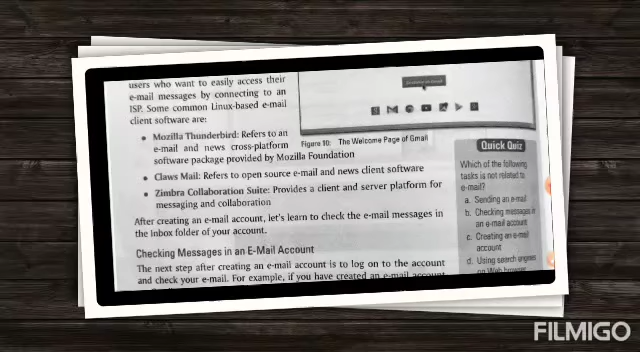 users who want to easily access their
e-mail messages by connecting to an
ISP. Some common Linux-based e-mail
client software are:
• Mozilla Thunderbird: Refers to an
e-mail and news cross-platform
software package provided by Mozilla Foundation
• Claws Mail: Refers to open source e-mail and news client software
• Zimbra Collaboration Suite: Provides a client and server platform for
messaging and collaboration
After creating an e-mail account, let's learn to check the e-mail messages in
the Inbox folder of your account.
Checking Messages in an E-Mail Account
The next step after creating an e-mail account is to log on to the account
and check your e-mail. For example, if you have created an e-mail account
Figure 10: The Welcome Page of Gmail
Quick Quiz
Which of the following
tasks is not related to
e-mail?
a. Sending an e-mail
b. Checking messages in
an e-mail account
c. Creating an e-mail
account
d. Using search engines
on Web browser
FILMIGO